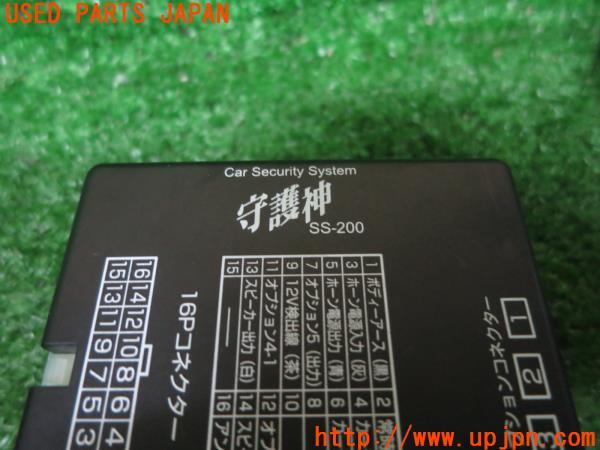 USED PARTS JAPAN
Car Security System
守護神
SS-200
1 ボディーアース (黒) 2
3 ホーン電源入力 (灰) 4
5 ホーン電源出力 (青) 6
7 オプション5 (出力) 8
9 12V検出線 (茶) 10
11 オプション4-1 12 オプ
13 スピーカー出力 (白) 14 スピ
15 ―― 16 アン
16Pコネクター
16 14 12 10 8 6 4
15 13 11 9 7 5 3
ションコネクター
1
2
3
http://www.upjpn.com/